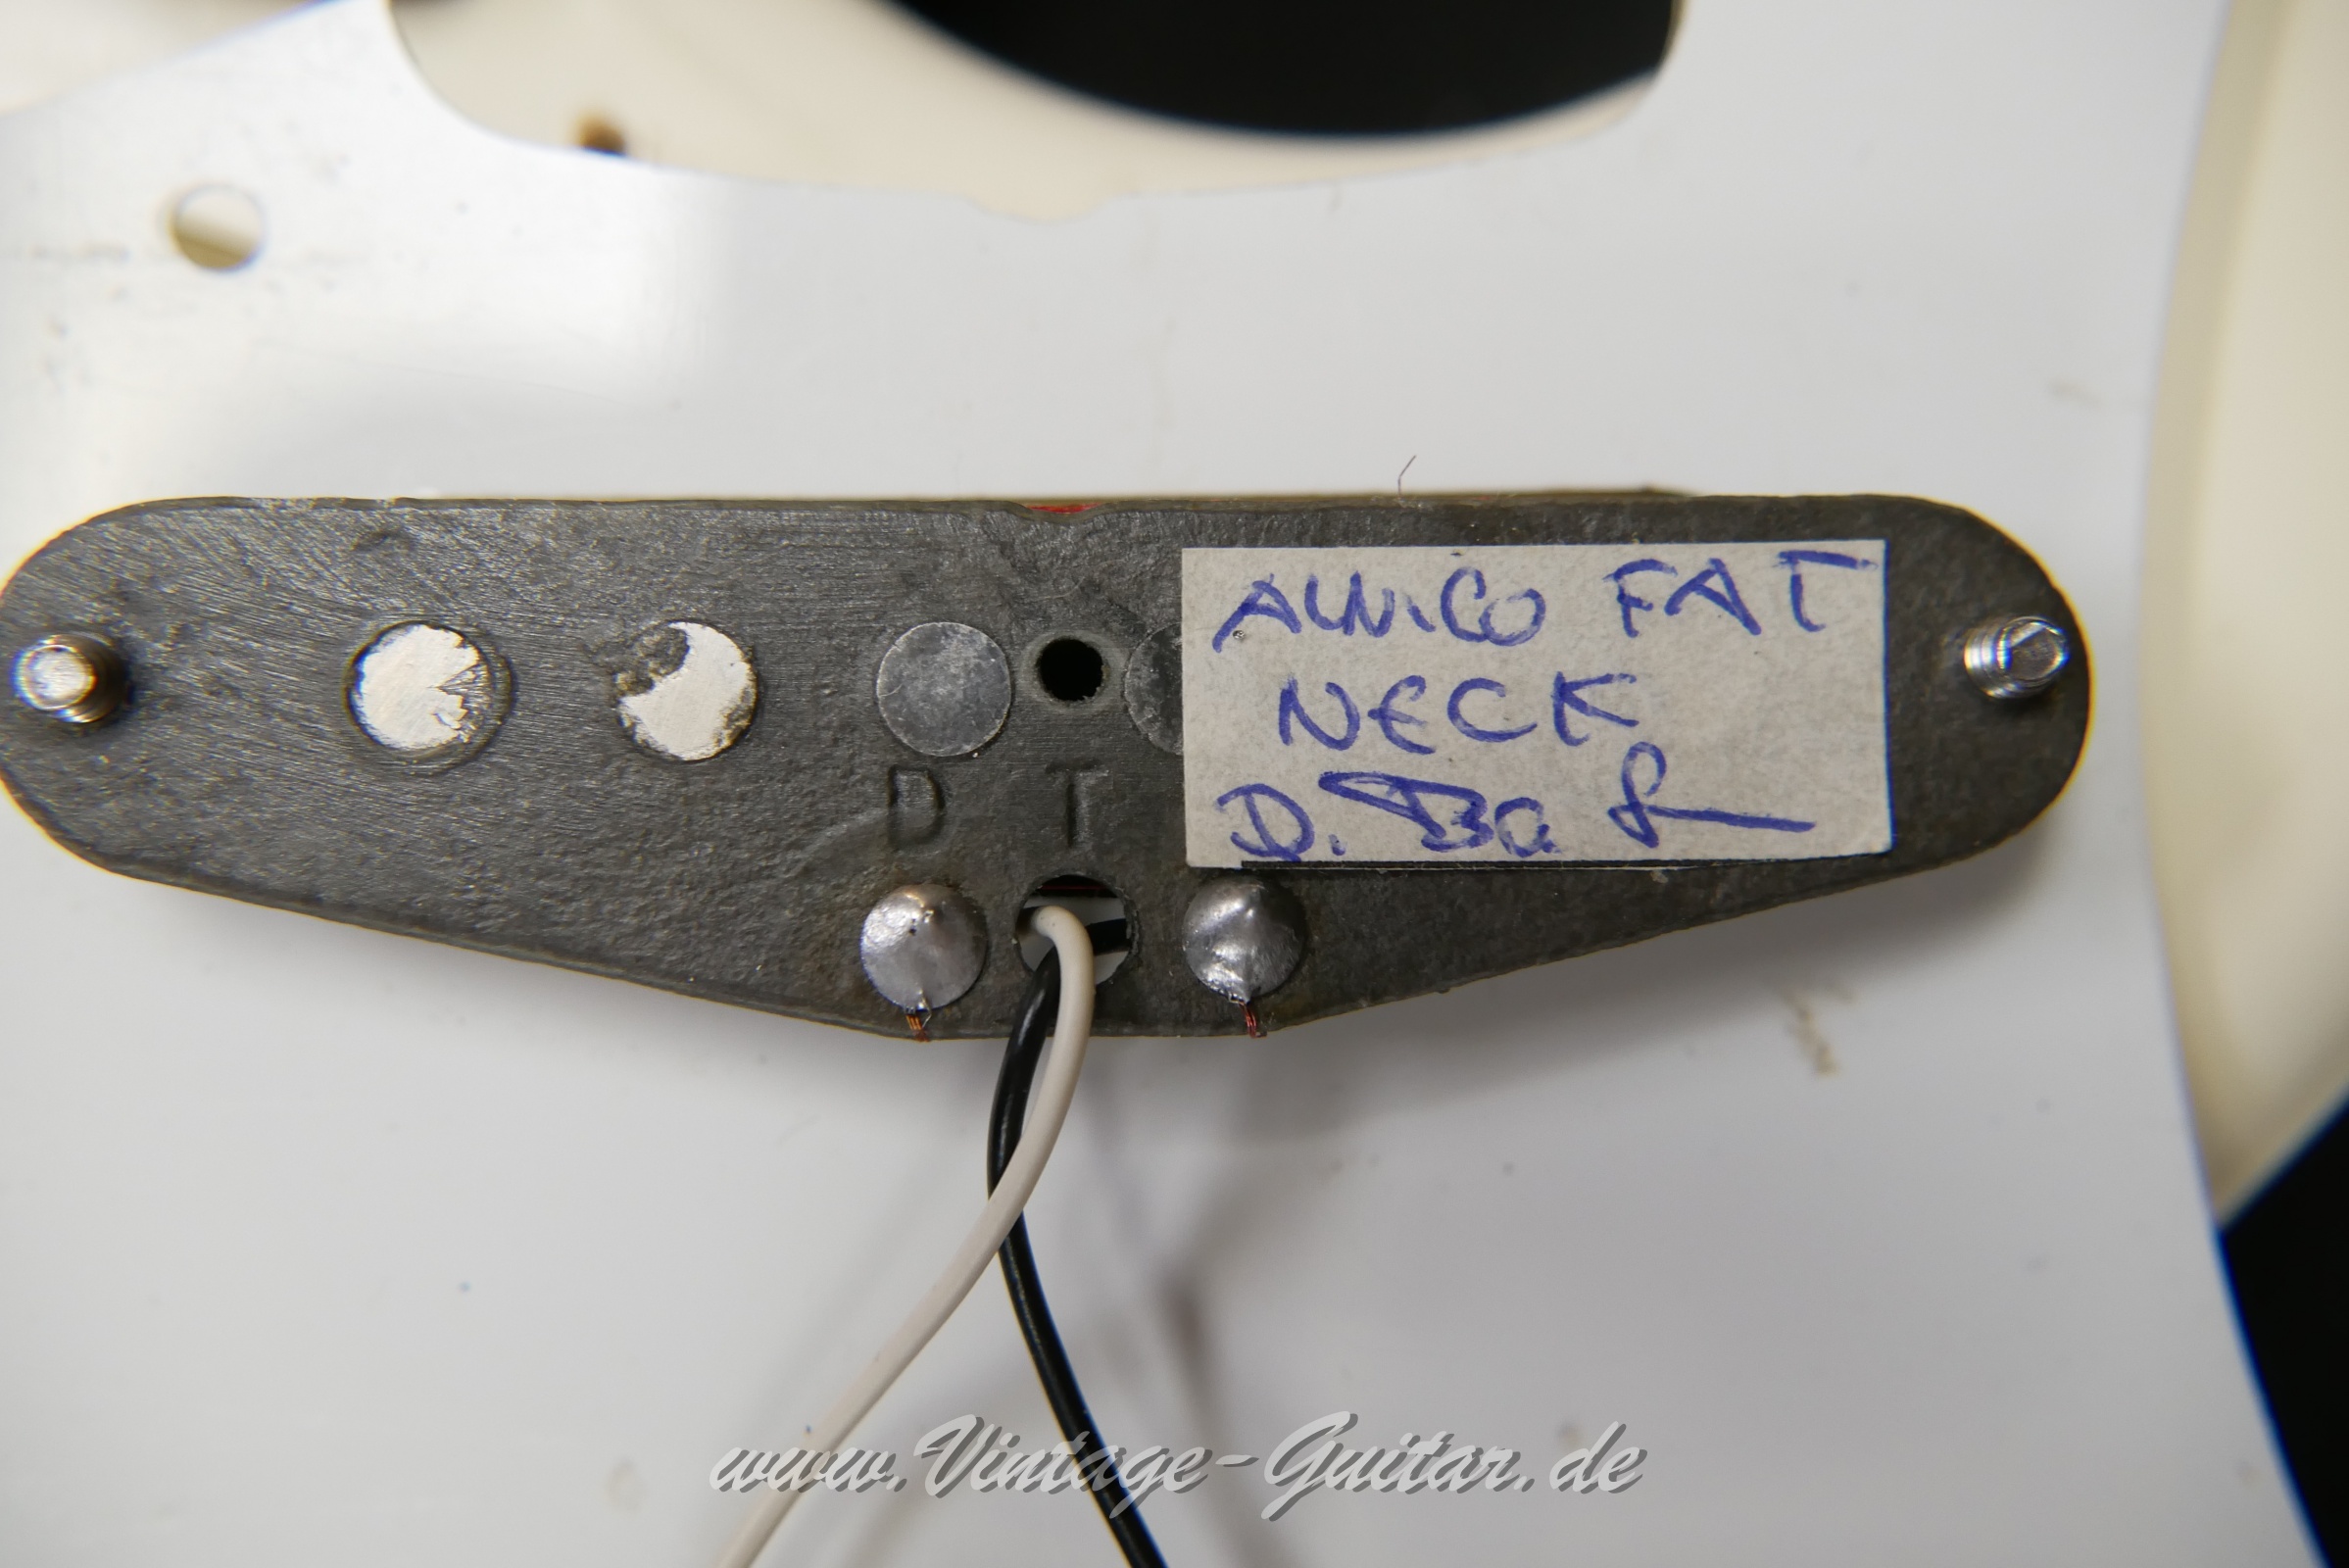 ALNiCo FAT
NECK
D.
D T
www.Vintage-Guitar.de